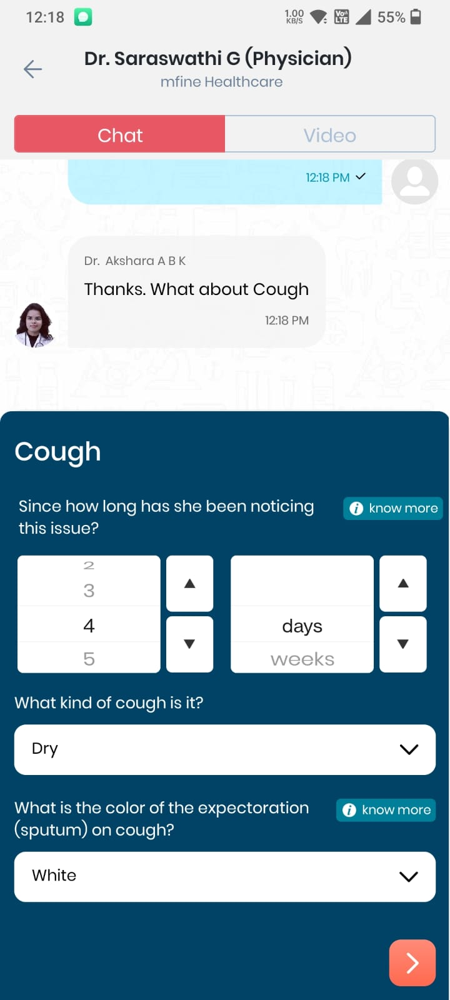 12:18
1.00 KB/S
Vo))
LTE
55%
Dr. Saraswathi G (Physician)
mfine Healthcare
Chat
Video
12:18 PM
Dr. Akshara A B K
Thanks. What about Cough
12:18 PM
Cough
Since how long has she been noticing
this issue?
know more
2
3
4
5
days
weeks
What kind of cough is it?
Dry
What is the color of the expectoration
(sputum) on cough?
know more
White